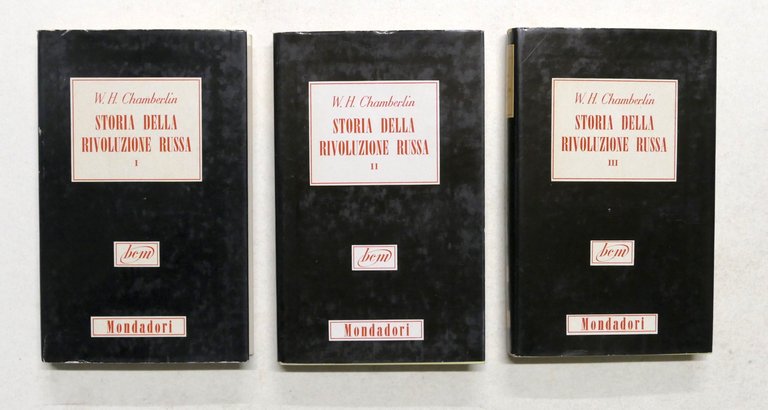 W. H. Chamberlin
STORIA DELLA
RIVOLUZIONE RUSSA
I
bcm
Mondadori
W. H. Chamberlin
STORIA DELLA
RIVOLUZIONE RUSSA
II
bcm
Mondadori
W. H. Chamberlin
STORIA DELLA
RIVOLUZIONE RUSSA
III
bcm
Mondadori